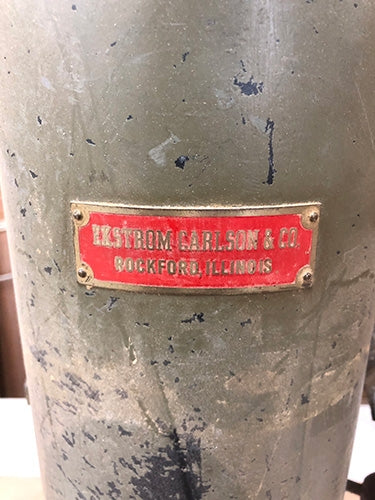 EKSTROM CARLSON & CO.
ROCKFORD, ILLINOIS